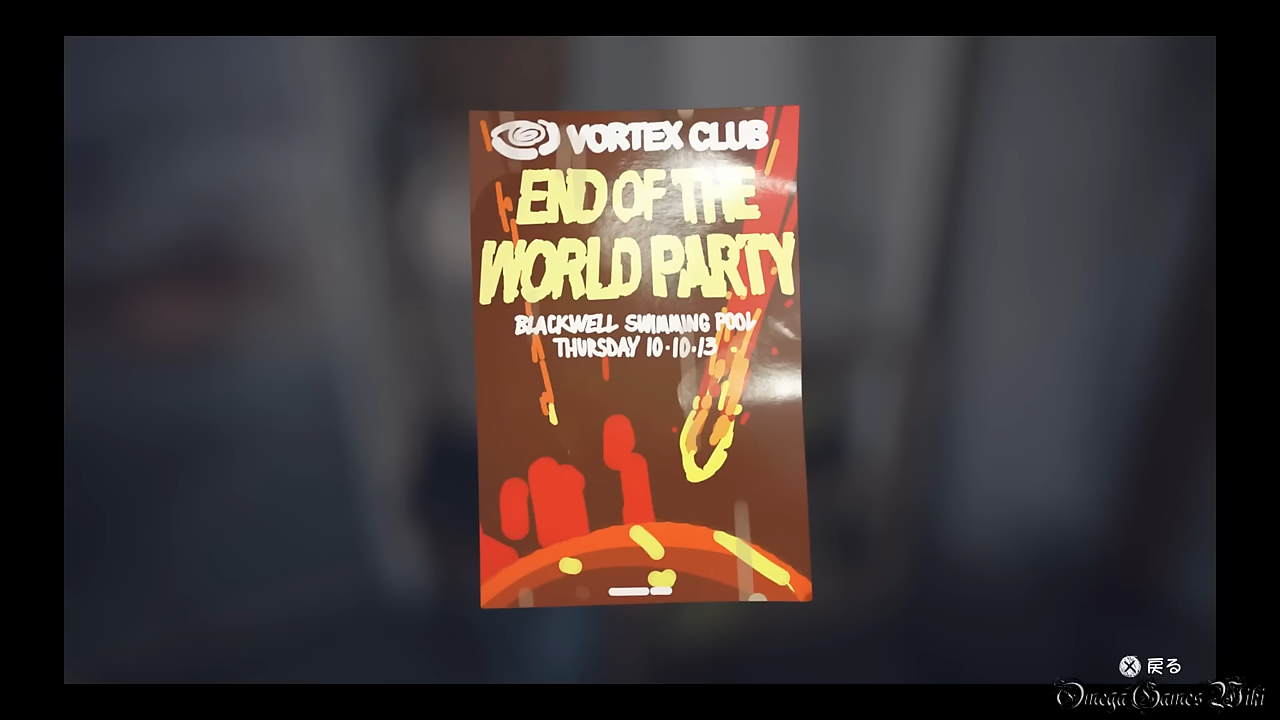 VORTEX CLUB
END OF THE
WORLD PARTY
BLACKWELL SWIMMING POOL
THURSDAY 10·10·13
戻る
Omega Games Wiki